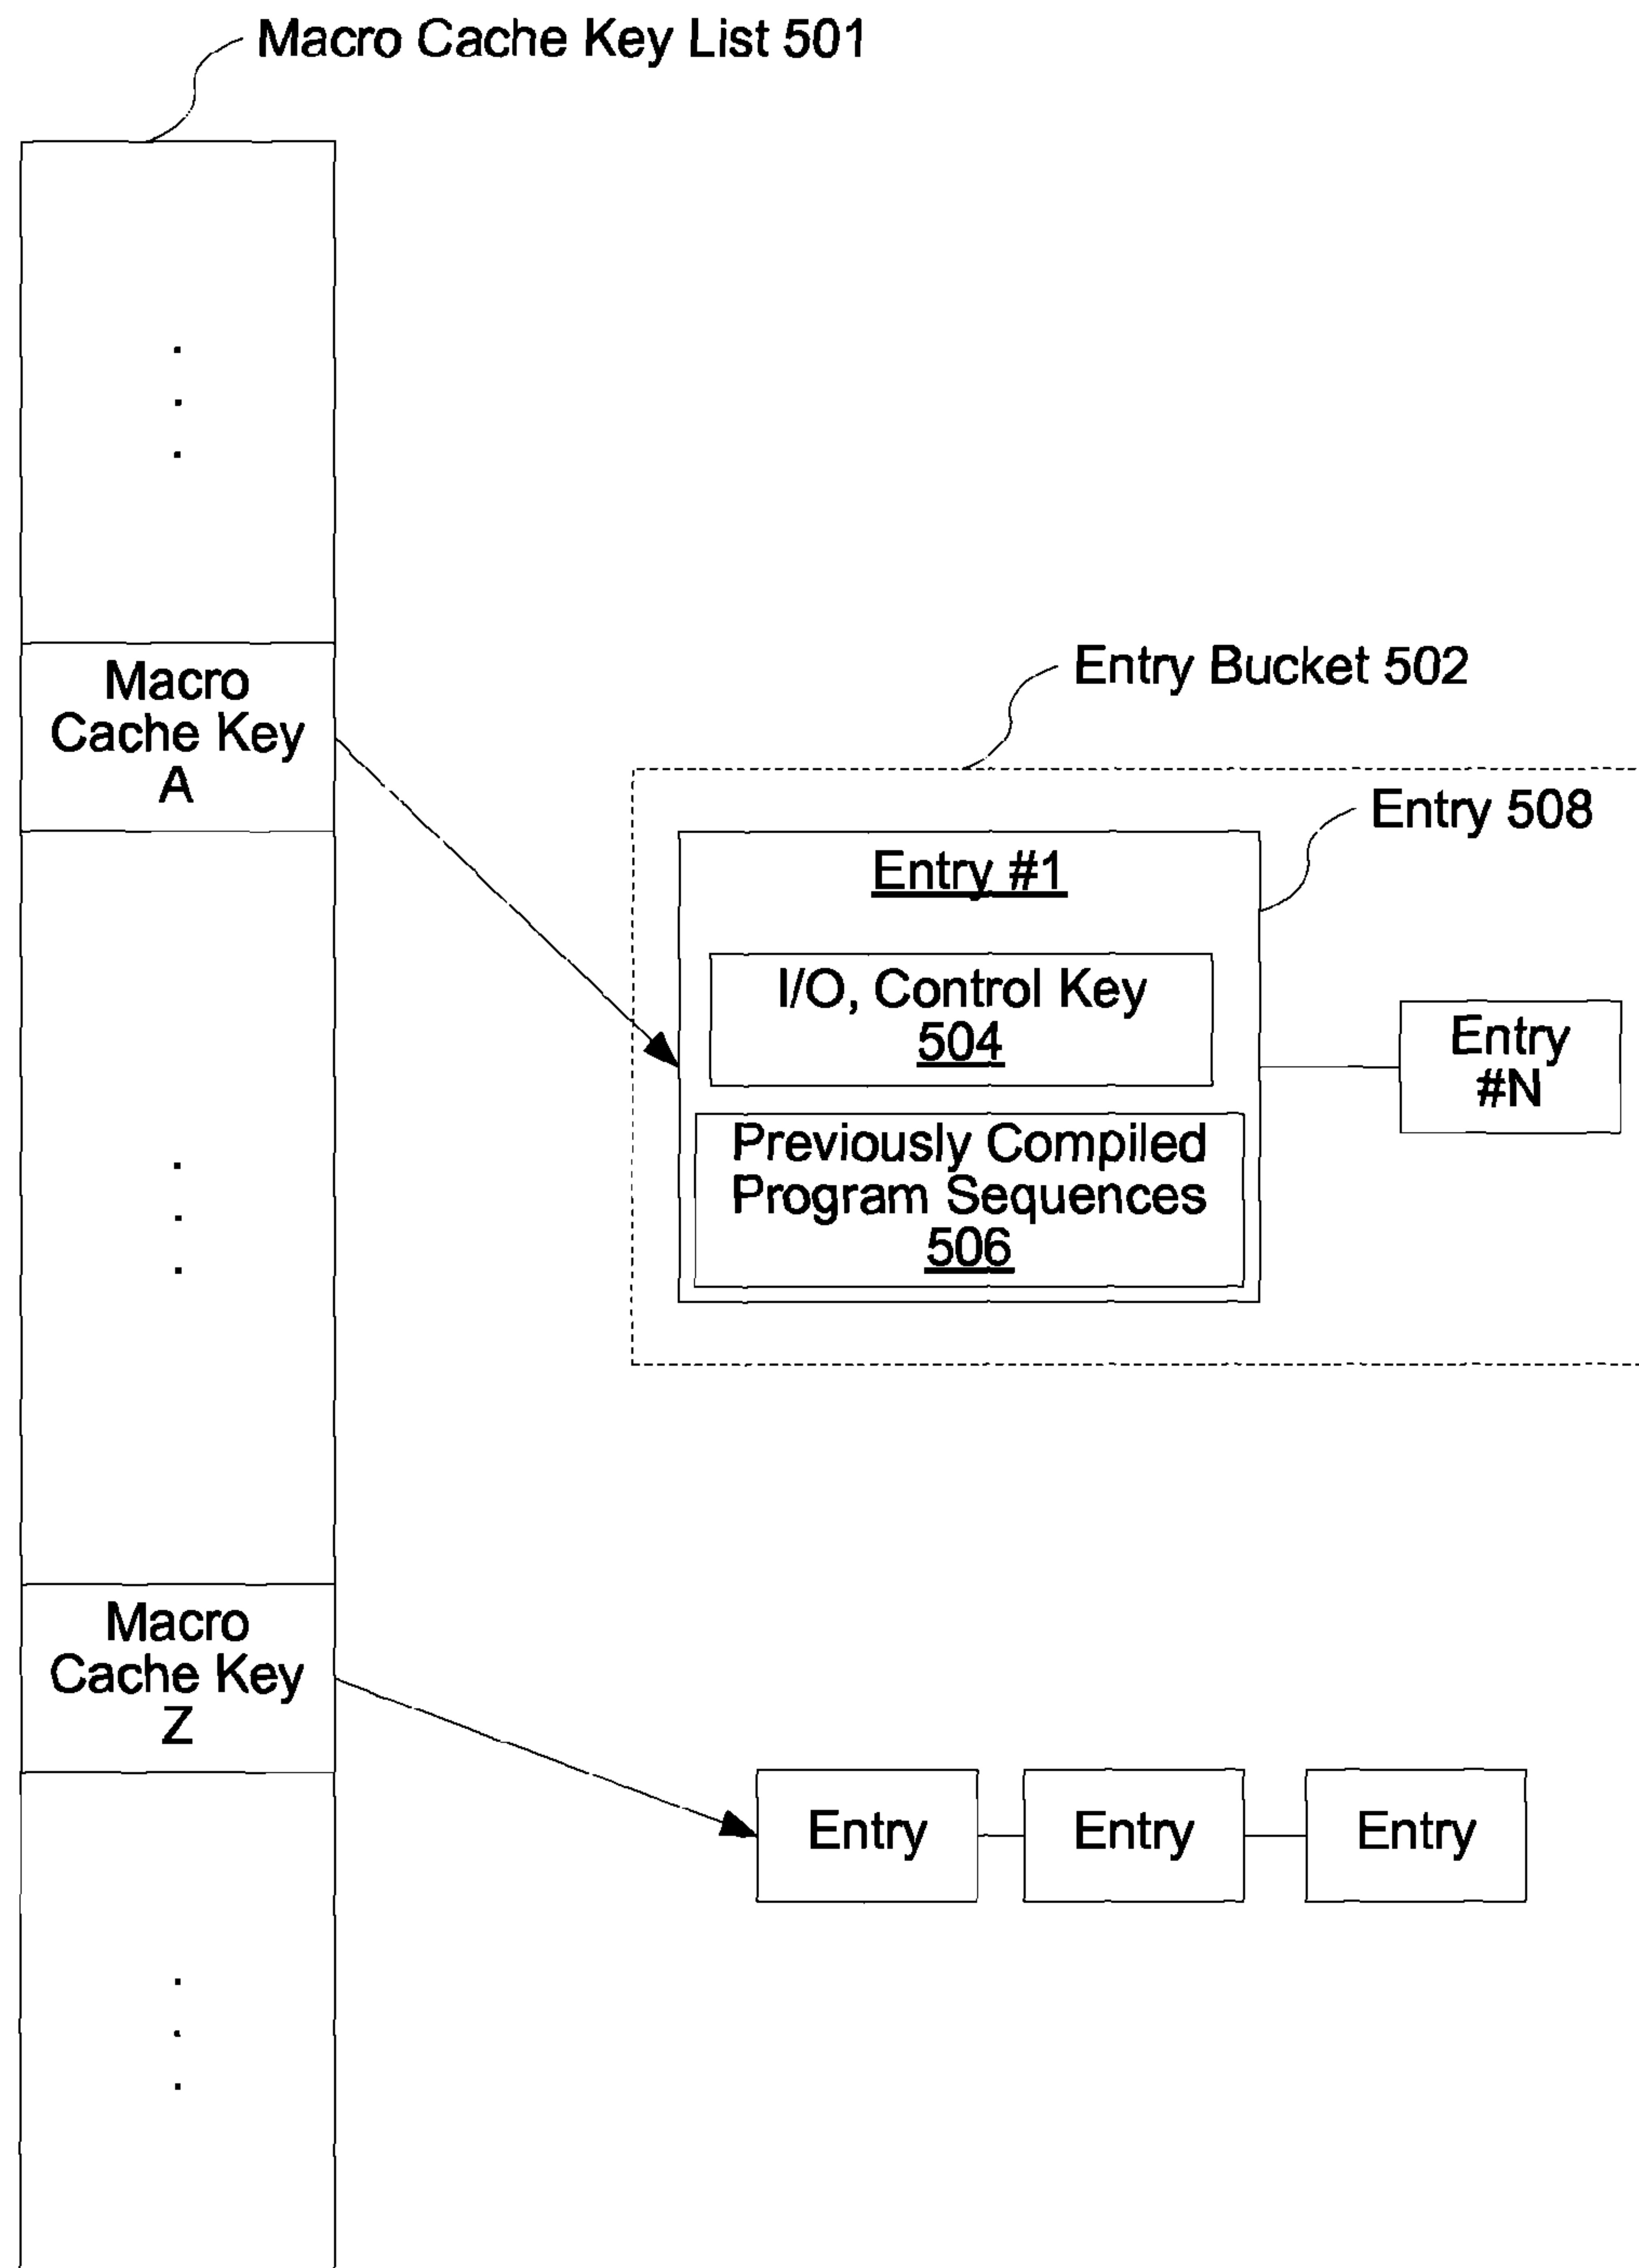 Macro Cache Key List 501
Macro
Cache Key
A
Entry Bucket 502
Entry 508
Entry #1
I/O, Control Key
504
Previously Compiled
Program Sequences
506
Entry
#N
Macro
Cache Key
Z
Entry
Entry
Entry